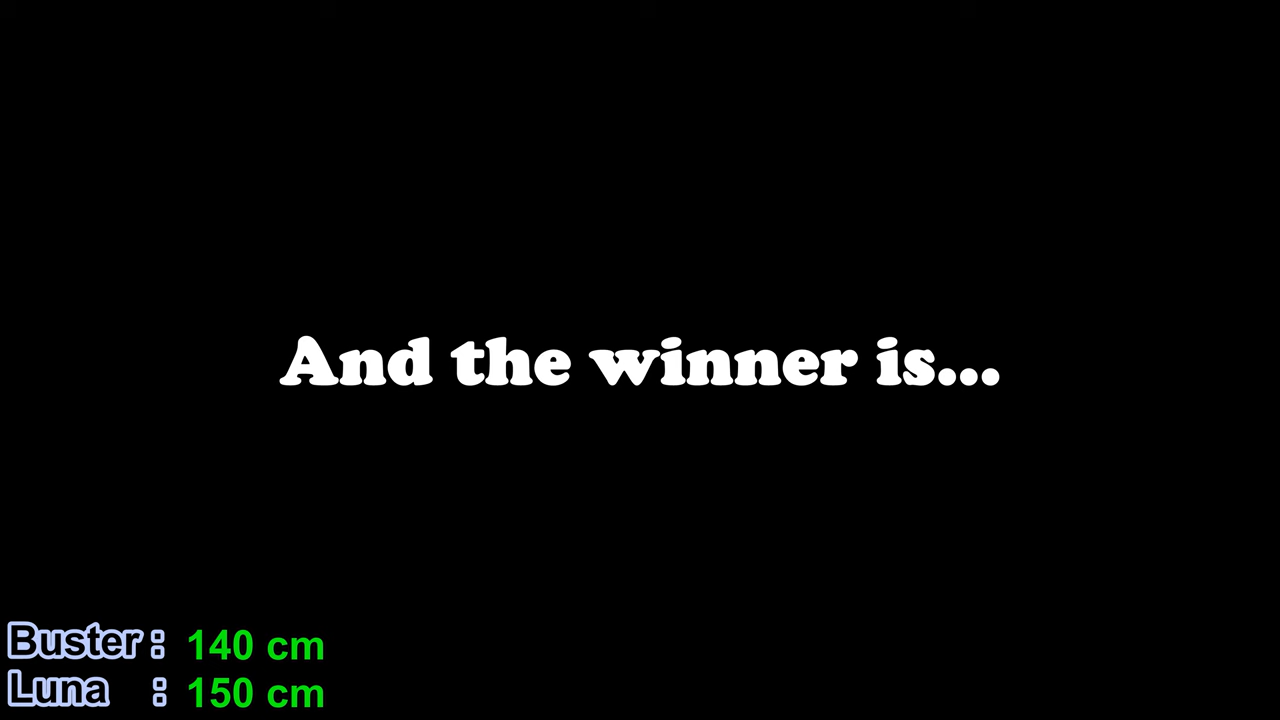 And the winner is...
Buster : 140 cm
Luna : 150 cm